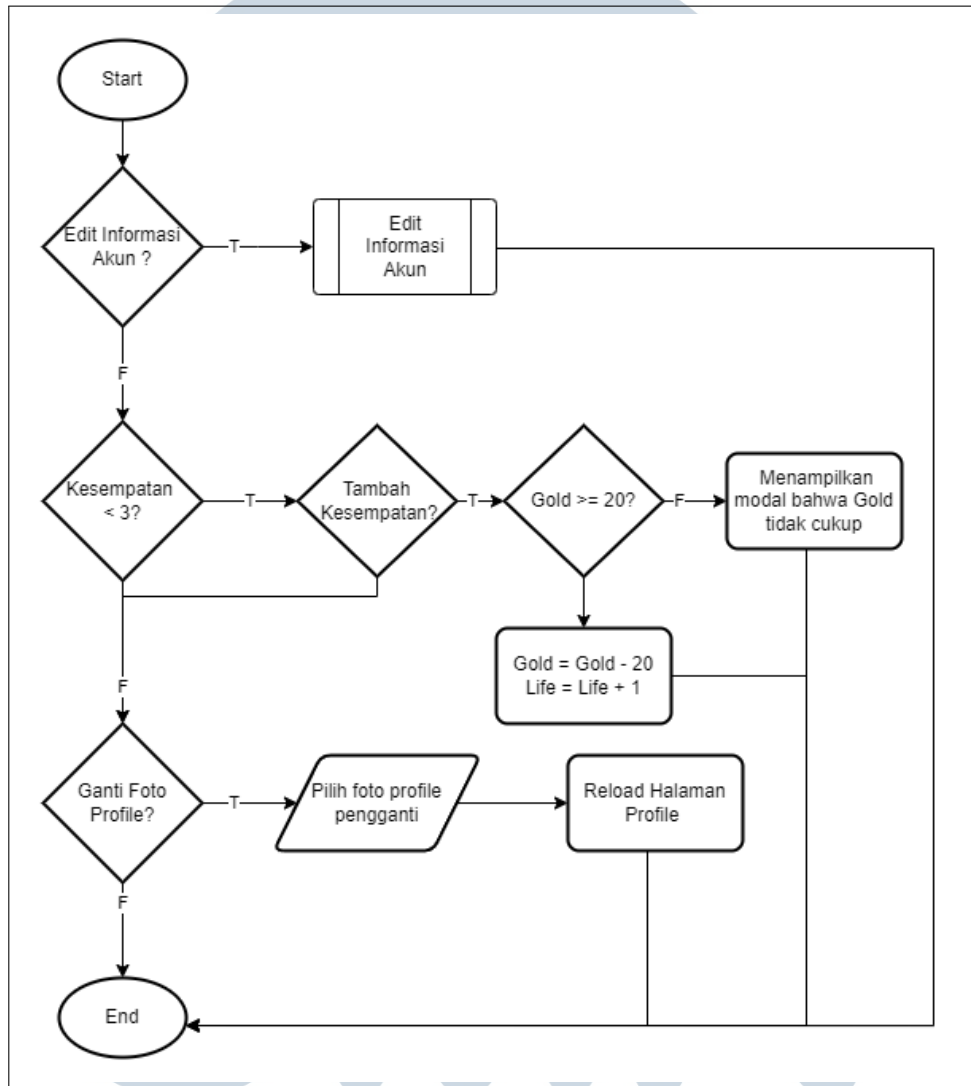 Start
Edit Informasi
Akun ?
T
Edit
Informasi
Akun
F
Kesempatan
< 3?
T
Tambah
Kesempatan?
T
Gold >= 20?
F
Menampilkan
modal bahwa Gold
tidak cukup
Gold = Gold - 20
Life = Life + 1
F
Ganti Foto
Profile?
T
Pilih foto profile
pengganti
Reload Halaman
Profile
F
End